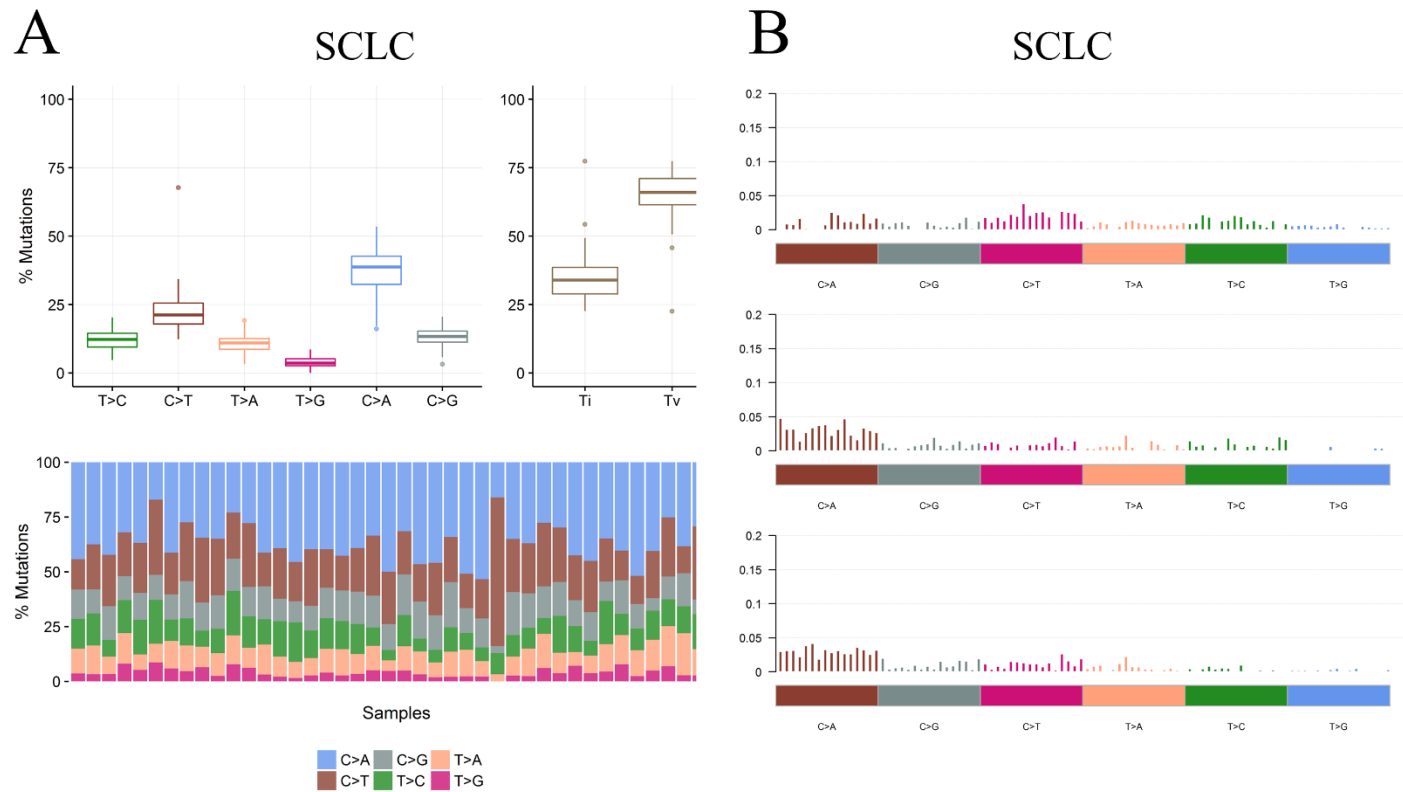 A
SCLC
B
SCLC
% Mutations
100
75
50
25
0
T>C C>T T>A T>G C>A C>G
100
75
50
25
0
Ti Tv
% Mutations
100
75
50
25
0
Samples
C>A C>G T>A
C>T T>C T>G
0.2
0.15
0.1
0.05
0
C>A C>G C>T T>A T>C T>G
0.2
0.15
0.1
0.05
0
C>A C>G C>T T>A T>C T>G
0.2
0.15
0.1
0.05
0
C>A C>G C>T T>A T>C T>G